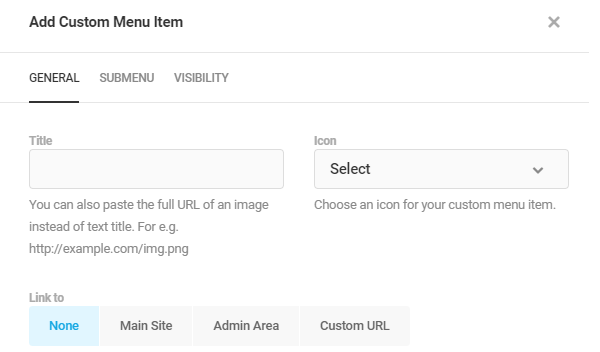 Add Custom Menu Item
GENERAL SUBMENU VISIBILITY
Title
You can also paste the full URL of an image
instead of text title. For e.g.
http://example.com/img.png
Icon
Select
Choose an icon for your custom menu item.
Link to
None Main Site Admin Area Custom URL